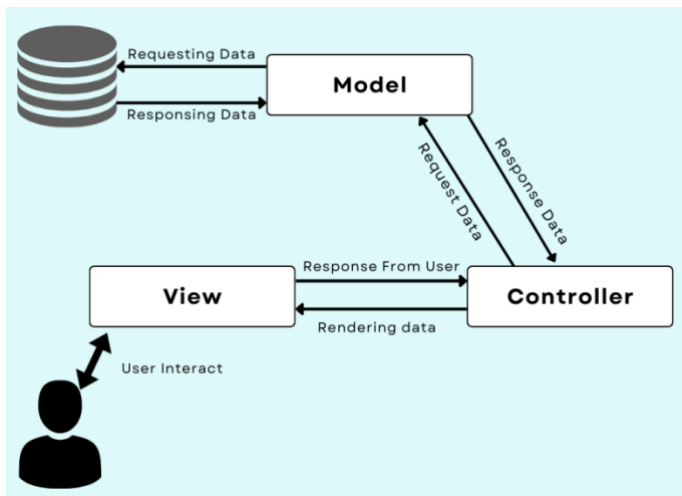 Requesting Data
Model
Responsing Data
Request Data
Response Data
Response From User
View
Controller
Rendering data
User Interact